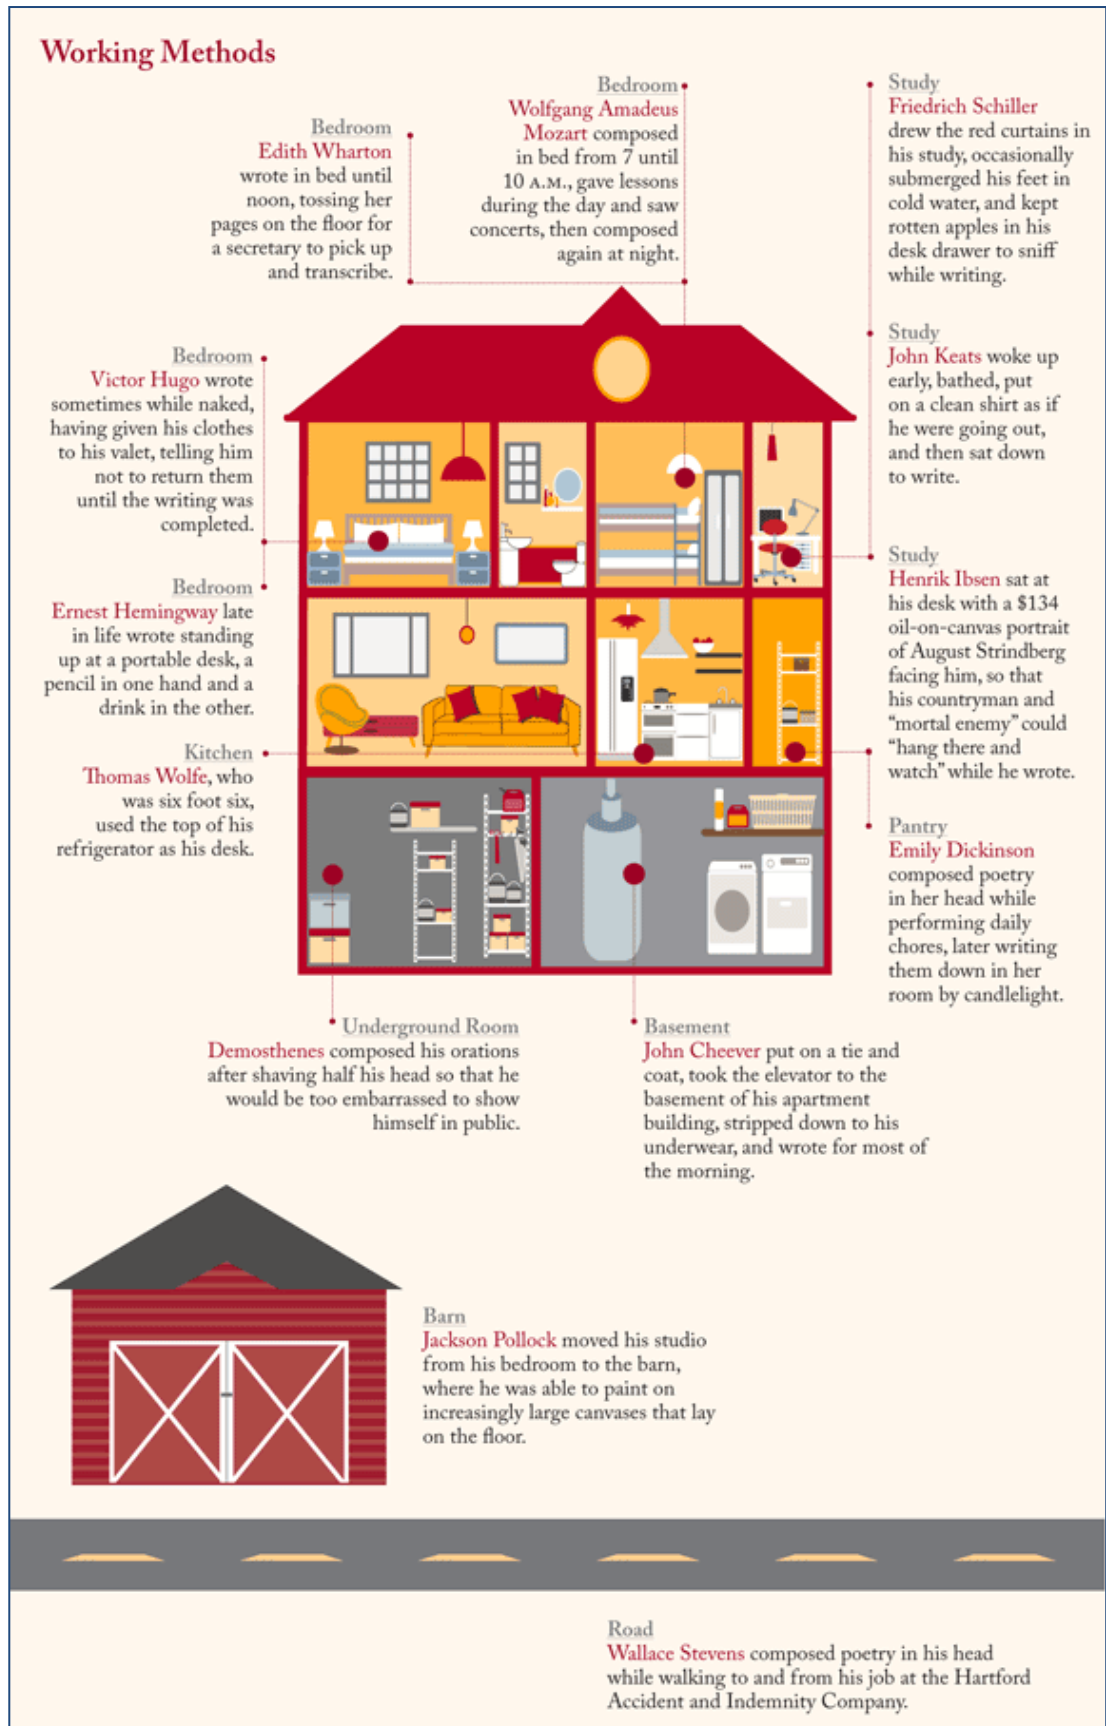 Working Methods
Bedroom
Edith Wharton
wrote in bed until
noon, tossing her
pages on the floor for
a secretary to pick up
and transcribe.
Bedroom
Wolfgang Amadeus
Mozart composed
in bed from 7 until
10 A.M., gave lessons
during the day and saw
concerts, then composed
again at night.
Study
Friedrich Schiller
drew the red curtains in
his study, occasionally
submerged his feet in
cold water, and kept
rotten apples in his
desk drawer to sniff
while writing.
Bedroom
Victor Hugo wrote
sometimes while naked,
having given his clothes
to his valet, telling him
not to return them
until the writing was
completed.
Study
John Keats woke up
early, bathed, put
on a clean shirt as if
he were going out,
and then sat down
to write.
Bedroom
Ernest Hemingway late
in life wrote standing
up at a portable desk, a
pencil in one hand and a
drink in the other.
Study
Henrik Ibsen sat at
his desk with a $134
oil-on-canvas portrait
of August Strindberg
facing him, so that
his countryman and
“mortal enemy” could
“hang there and
watch” while he wrote.
Kitchen
Thomas Wolfe, who
was six foot six,
used the top of his
refrigerator as his desk.
Pantry
Emily Dickinson
composed poetry
in her head while
performing daily
chores, later writing
them down in her
room by candlelight.
Underground Room
Demosthenes composed his orations
after shaving half his head so that he
would be too embarrassed to show
himself in public.
Basement
John Cheever put on a tie and
coat, took the elevator to the
basement of his apartment
building, stripped down to his
underwear, and wrote for most of
the morning.
Barn
Jackson Pollock moved his studio
from his bedroom to the barn,
where he was able to paint on
increasingly large canvases that lay
on the floor.
Road
Wallace Stevens composed poetry in his head
while walking to and from his job at the Hartford
Accident and Indemnity Company.